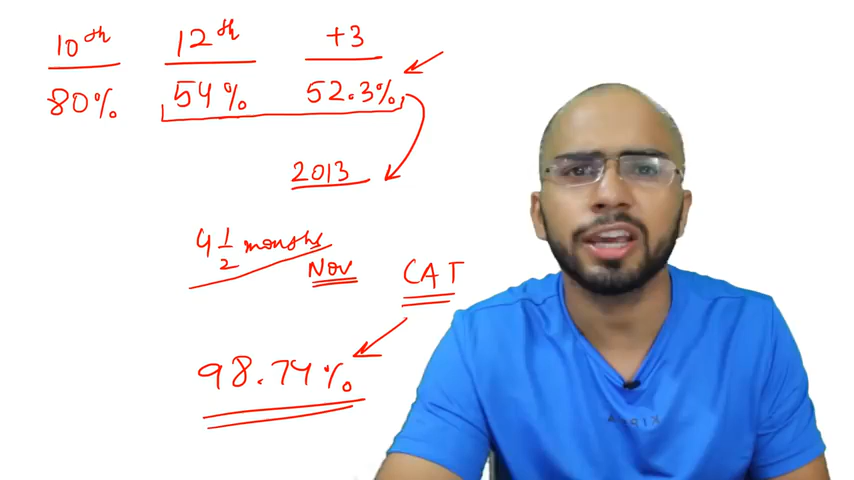 10th 12th +3
80% 54% 52.3%
2013
4 1/2 months
Nov CAT
98.74%